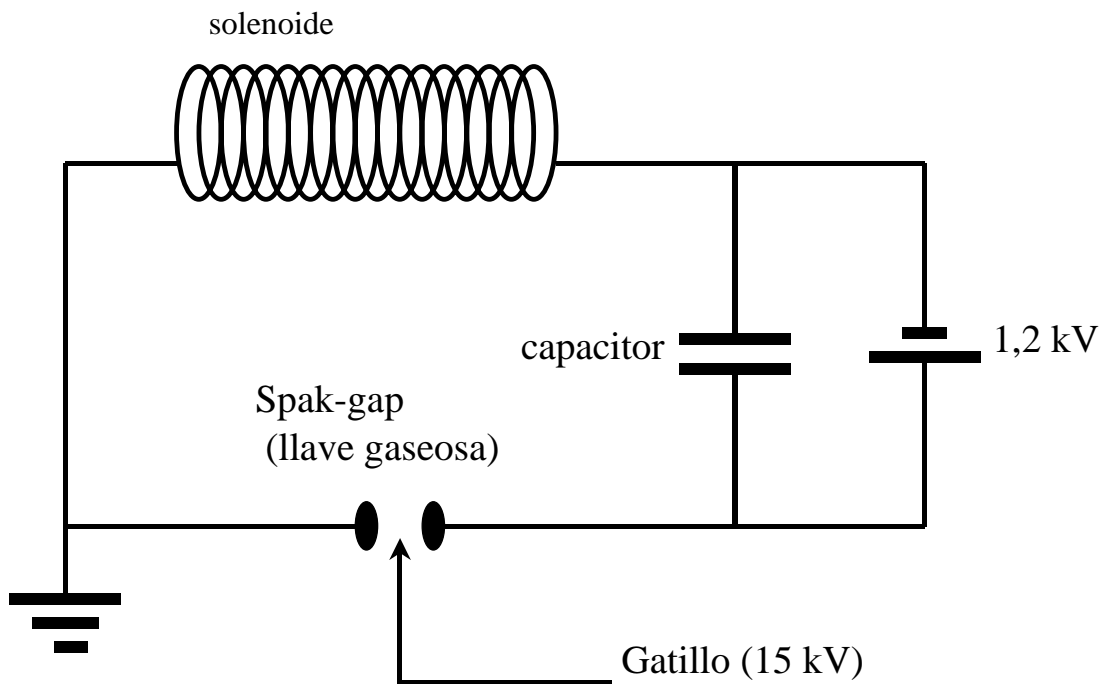 solenoide
capacitor
1,2 kV
Spak-gap
(llave gaseosa)
Gatillo (15 kV)